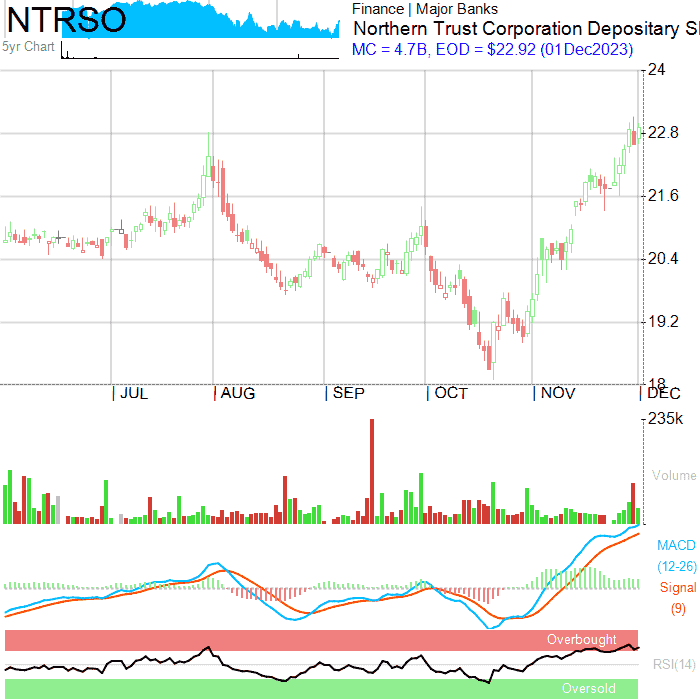 NTRSO
Finance | Major Banks
Northern Trust Corporation Depositary
MC = 4.7B, EOD = $22.92 (01Dec2023)
5yr Chart
24
22.8
21.6
20.4
19.2
18
JUL
AUG
SEP
OCT
NOV
DEC
235k
Volume
MACD
(12-26)
Signal
(9)
Overbought
RSI(14)
Oversold